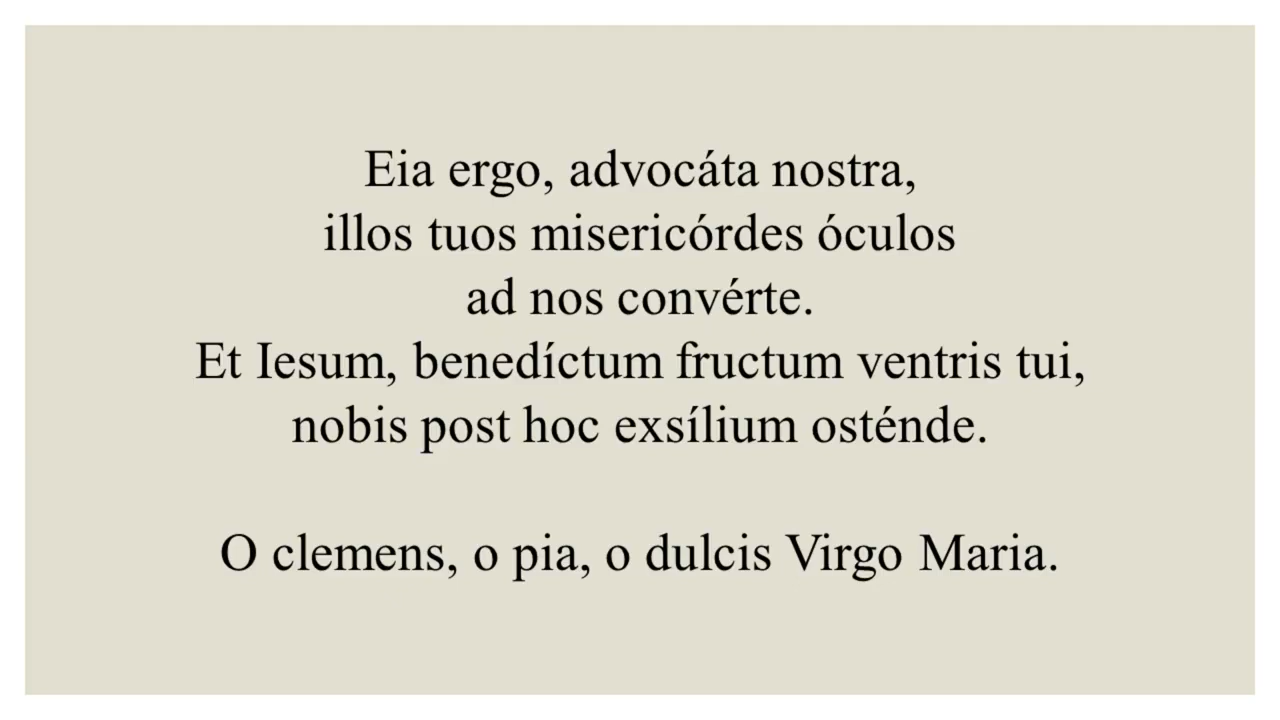 Eia ergo, advocáta nostra,
illos tuos misericórdes óculos
ad nos convérte.
Et Iesum, benedíctum fructum ventris tui,
nobis post hoc exsílium osténde.
O clemens, o pia, o dulcis Virgo Maria.